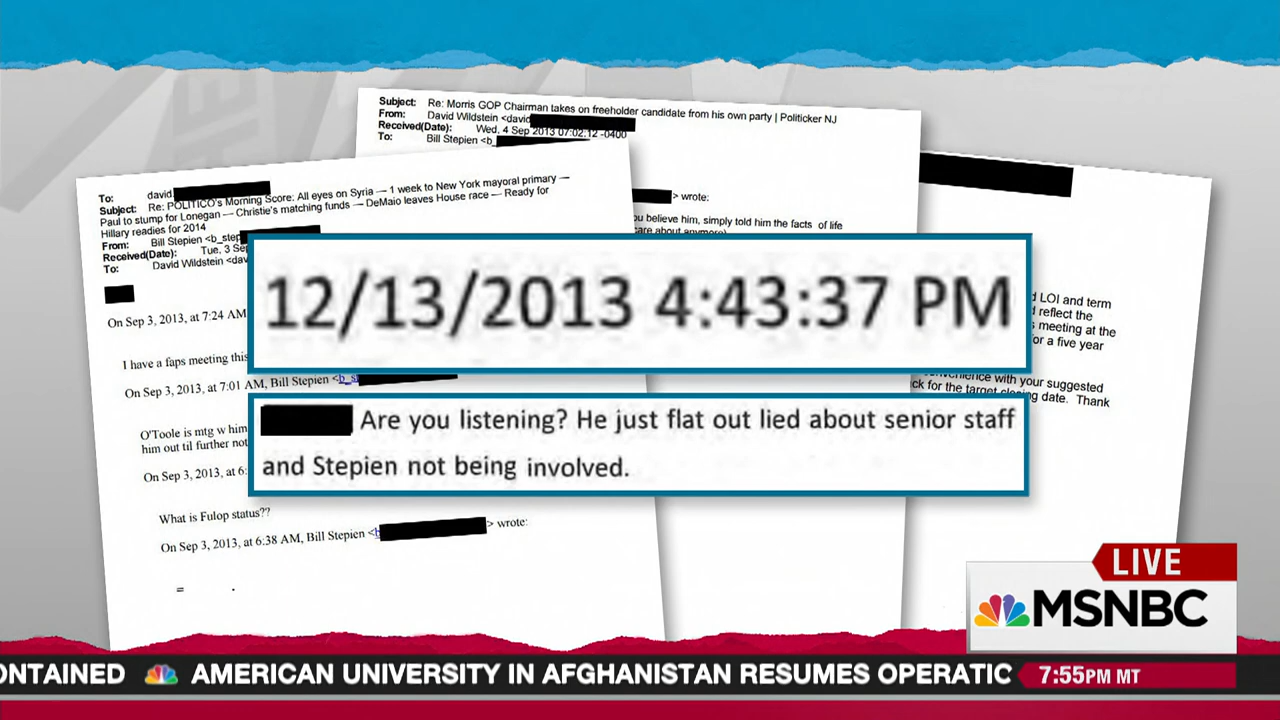 Subject: Re: Morris GOP Chairman takes on freeholder candidate from his own party | Politicker NJ
From: David Wildstein <david
Received(Date): Wed, 4 Sep 2013 07:02:12 -0400
To: Bill Stepien <b_
> wrote:
ou believe him, simply told him the facts of life
care about anymore)
To: david
Subject: Re: POLITICO's Morning Score: All eyes on Syria — 1 week to New York mayoral primary —
Paul to stump for Lonegan — Christie's matching funds — DeMaio leaves House race — Ready for
Hillary readies for 2014
From: Bill Stepien <b_step
Received(Date): Tue, 3 Se
To: David Wildstein <dav
On Sep 3, 2013, at 7:24 AM
I have a faps meeting this
On Sep 3, 2013, at 7:01 AM, Bill Stepien <b_s
O'Toole is mtg w him
him out til further not
On Sep 3, 2013, at 6:
What is Fulop status??
On Sep 3, 2013, at 6:38 AM, Bill Stepien <b > wrote:
= .
LOI and term
reflect the
meeting at the
or a five year
convenience with your suggested
ck for the target closing date. Thank
12/13/2013 4:43:37 PM
Are you listening? He just flat out lied about senior staff
and Stepien not being involved.
LIVE
MSNBC
ONTAINED AMERICAN UNIVERSITY IN AFGHANISTAN RESUMES OPERATIC 7:55PM MT